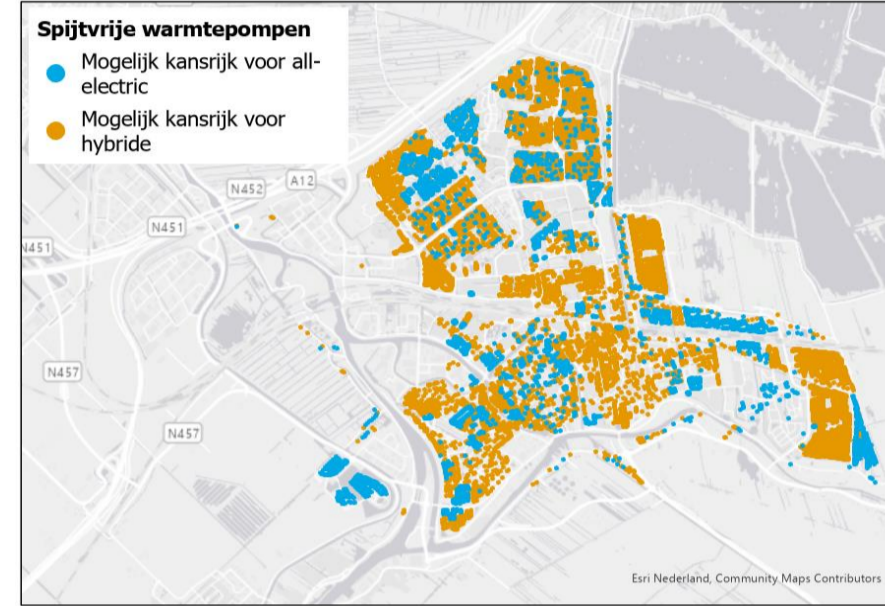 Spijtvrije warmtepompen
Mogelijk kansrijk voor all-
electric
Mogelijk kansrijk voor
hybride
A12
N452
N451
N451
N457
N457
Esri Nederland, Community Maps Contributors